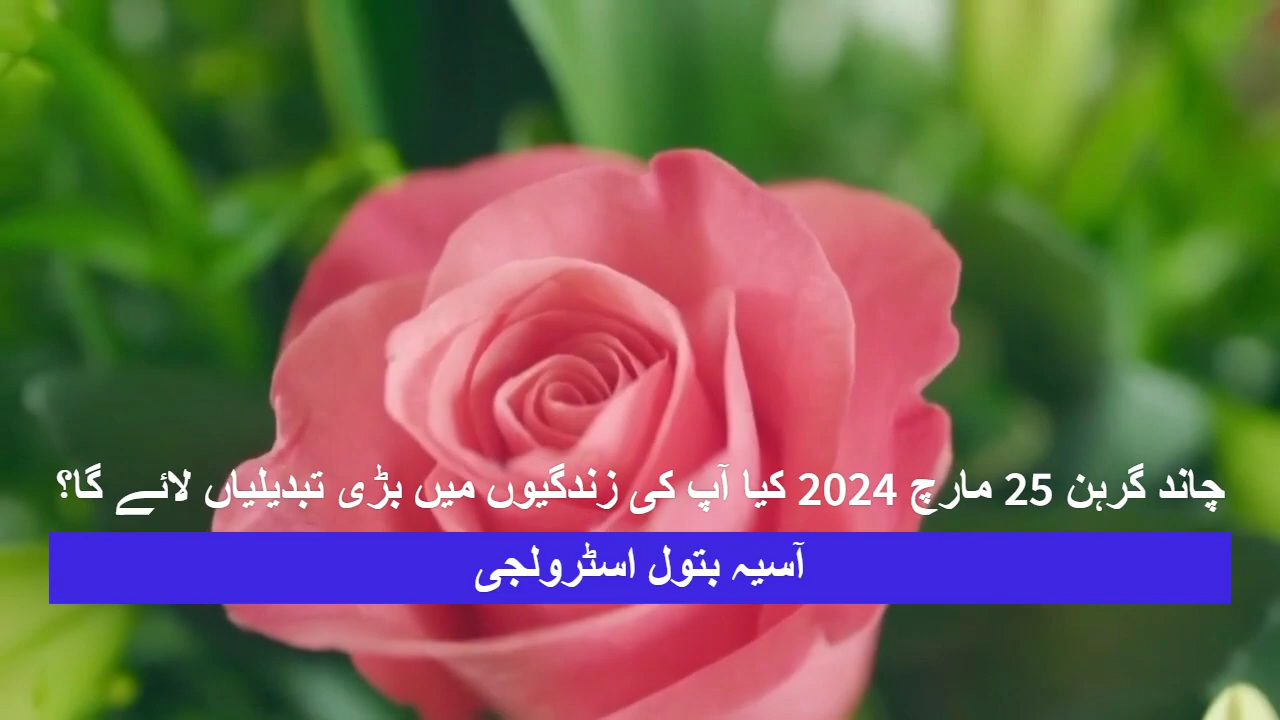 چاند گرہن 25 مارچ 2024 کیا آپ کی زندگیوں میں بڑی تبدیلیاں لائے گا؟
آسیہ بتول اسٹرولجی